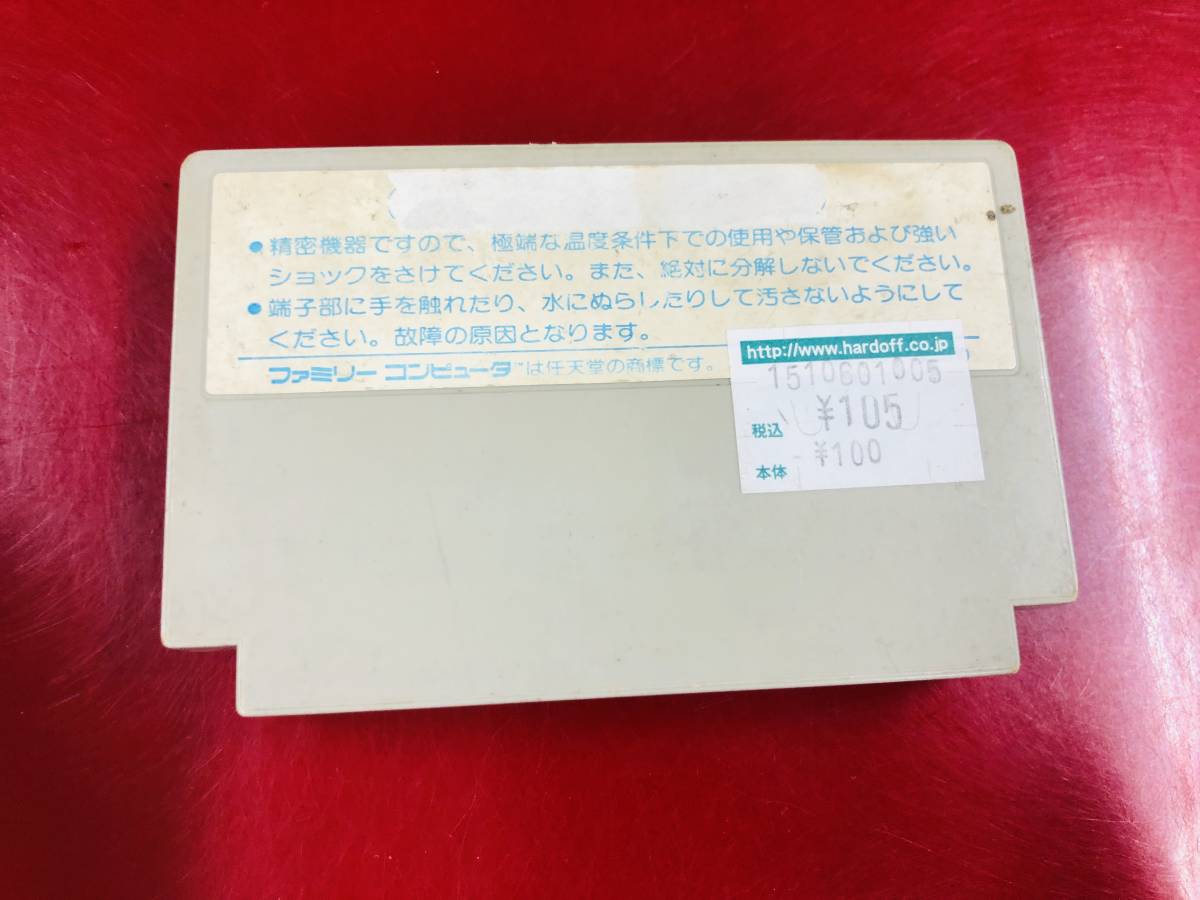 ●精密機器ですので、極端な温度条件下での使用や保管および強い
ショックをさけてください。また、絶対に分解しないでください。
●端子部に手を触れたり、水にぬらしたりして汚さないようにして
ください。故障の原因となります。
ファミリー コンピュータ™は任天堂の商標です。
http://www.hardoff.co.jp
1510601005
税込 ¥105
本体 ¥100